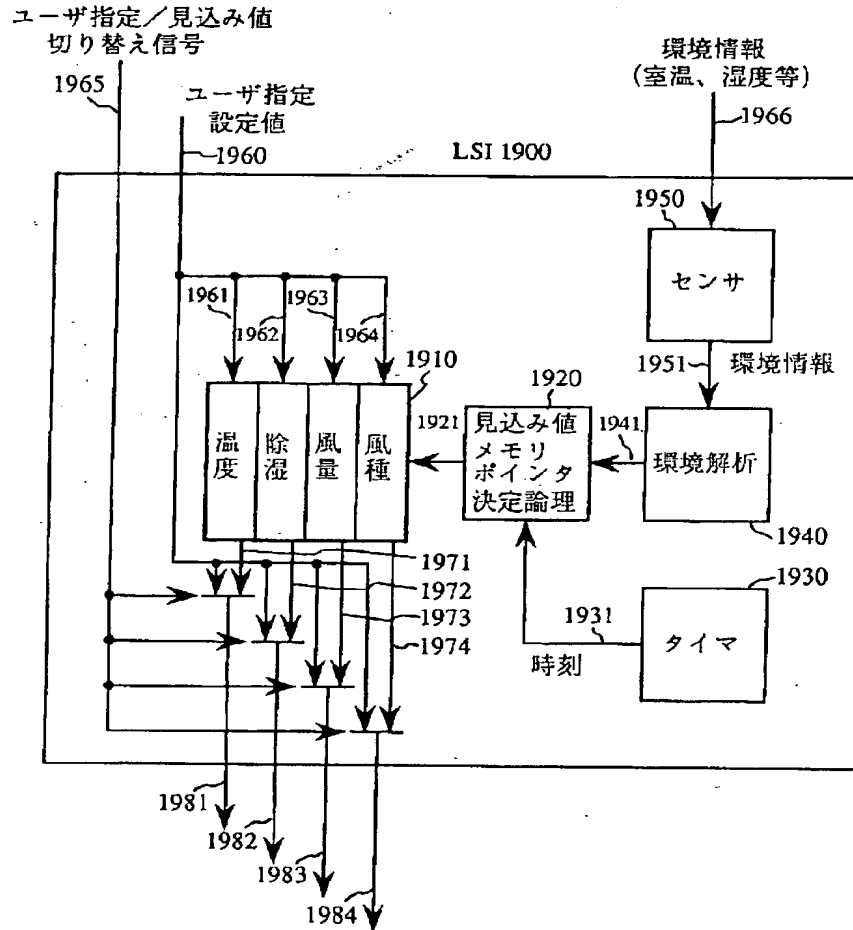 ユーザ指定／見込み値
切り替え信号
1965
ユーザ指定
設定値
1960
環境情報
(室温、湿度等)
1966
LSI 1900
1950
センサ
1951
環境情報
1961
1962
1963
1964
1910
温度
除湿
風量
風種
1921
1920
見込み値
メモリ
ポインタ
決定論理
1941
環境解析
1940
1971
1972
1973
1974
1930
タイマ
1931
時刻
1981
1982
1983
1984